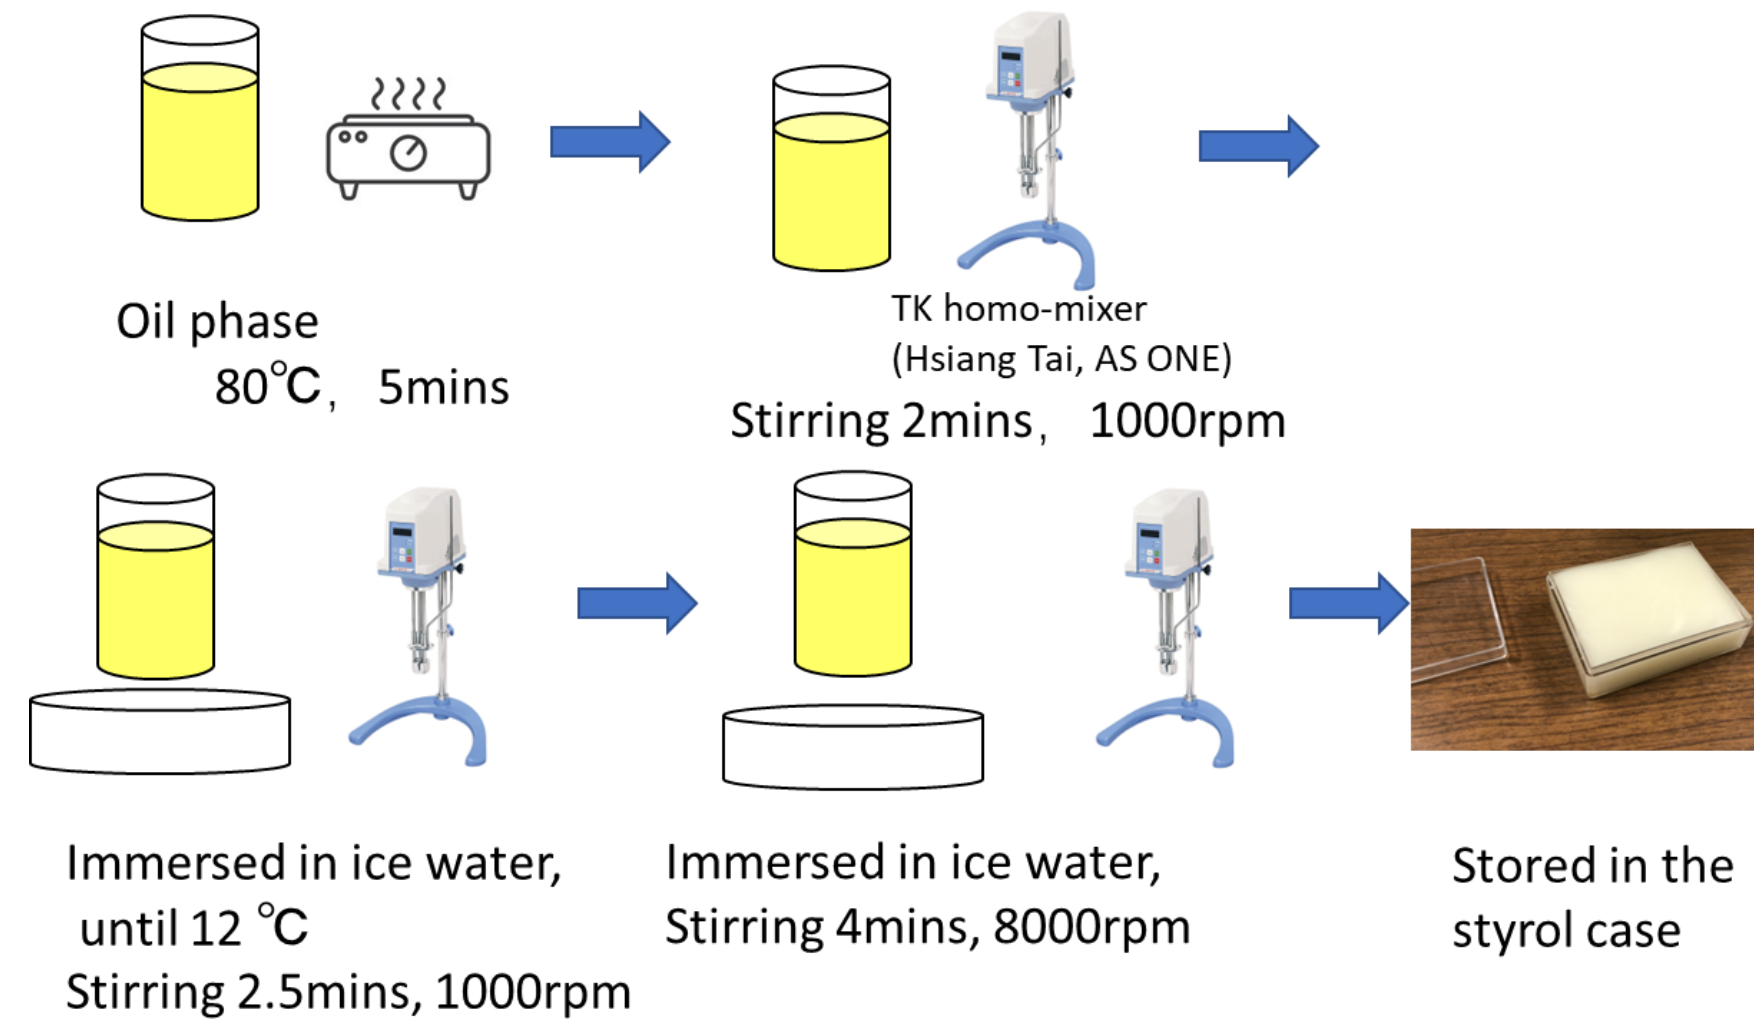 Oil phase
80℃, 5mins
TK homo-mixer
(Hsiang Tai, AS ONE)
Stirring 2mins, 1000rpm
Immersed in ice water,
until 12 ℃
Stirring 2.5mins, 1000rpm
Immersed in ice water,
Stirring 4mins, 8000rpm
Stored in the
styrol case